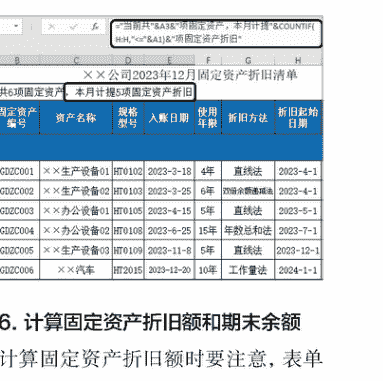 ="当前共"&A3&"项固定资产，本月计提"&COUNTIF(
H:H,"<="&A1)&"项固定资产折旧"
××公司2023年12月固定资产折旧清单
共6项固定资产，本月计提5项固定资产折旧
固定资产编号 资产名称 规格型号 入账日期 使用年限 折旧方法 折旧起始日期
GDZC001 ××生产设备01 HT0102 2023-3-18 4年 直线法 2023-4-1
GDZC002 ××生产设备02 HT0103 2023-3-25 6年 双倍余额递减法 2023-4-1
GDZC003 ××办公设备01 HT0105 2023-4-15 5年 直线法 2023-5-1
GDZC004 ××办公设备02 HT0108 2023-6-25 15年 年数总和法 2023-7-1
GDZC005 ××生产设备03 HT0109 2023-11-8 5年 直线法 2023-12-1
GDZC006 ××汽车 HT2015 2023-12-20 10年 工作量法 2024-1-1
6. 计算固定资产折旧额和期末余额
计算固定资产折旧额时要注意，表单